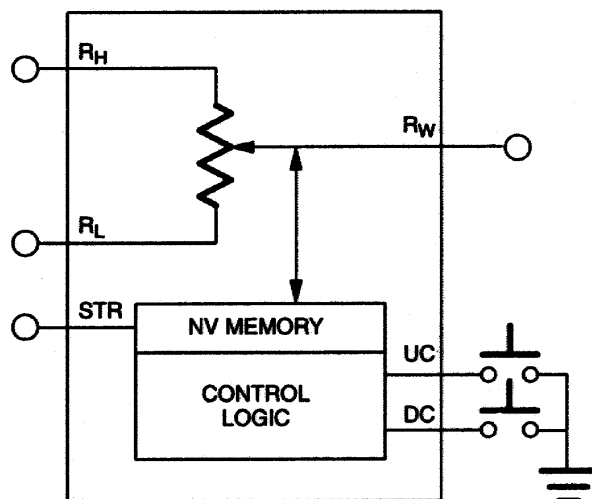 RH
RW
RL
STR
NV MEMORY
UC
CONTROL
LOGIC
DC